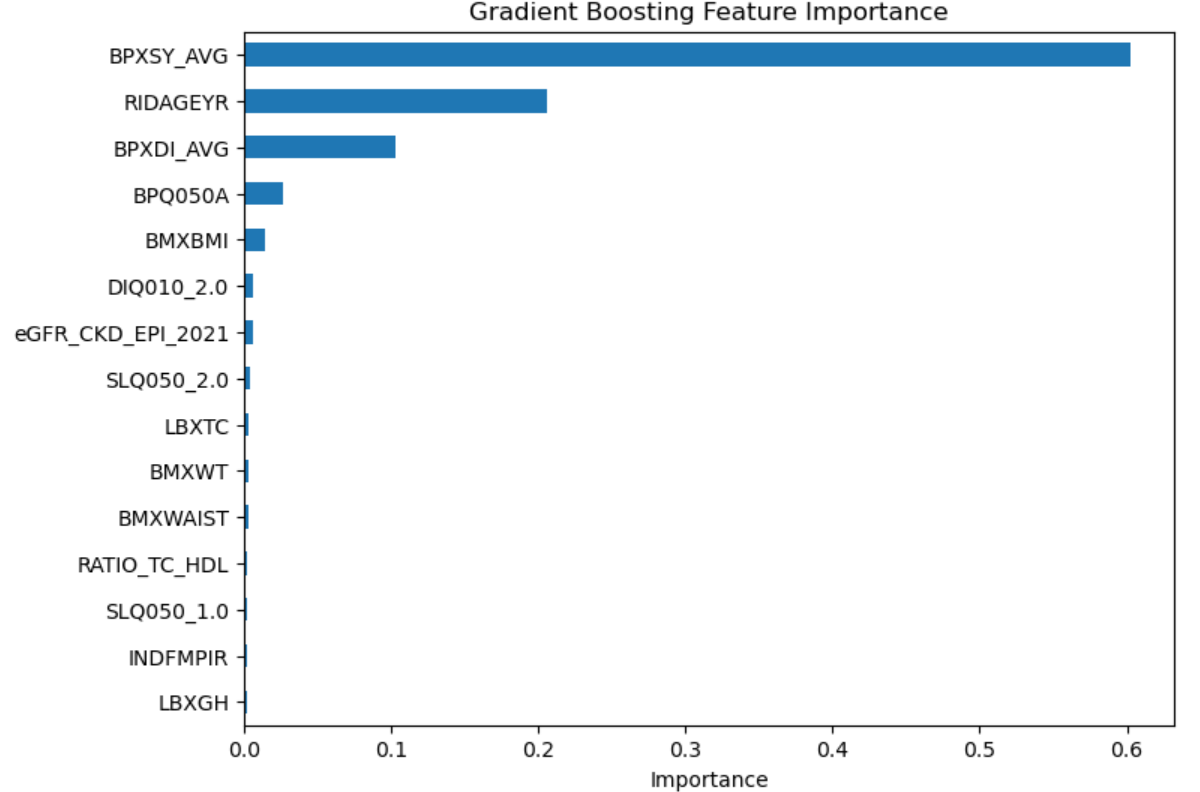 Gradient Boosting Feature Importance
BPXSY_AVG
RIDAGEYR
BPXDI_AVG
BPQ050A
BMXBMI
DIQ010_2.0
eGFR_CKD_EPI_2021
SLQ050_2.0
LBXTC
BMXWT
BMXWAIST
RATIO_TC_HDL
SLQ050_1.0
INDFMPIR
LBXGH
0.0 0.1 0.2 0.3 0.4 0.5 0.6
Importance